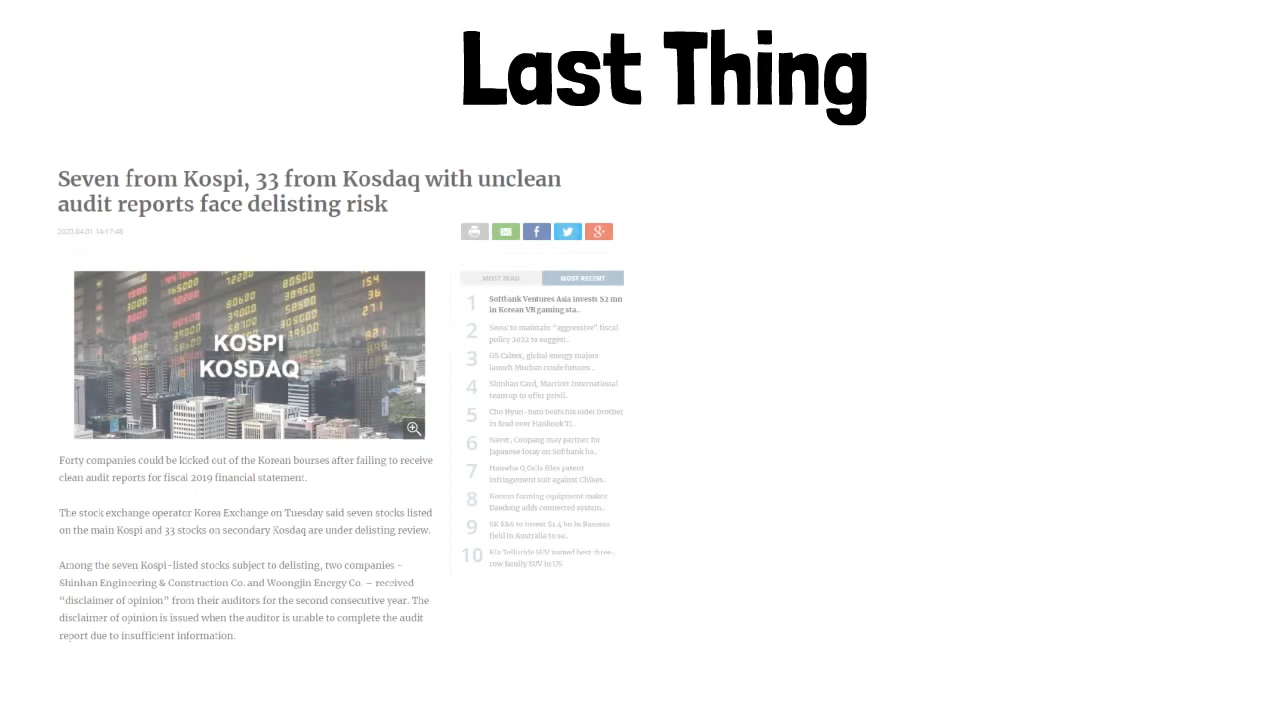 Last Thing
Seven from Kospi, 33 from Kosdaq with unclean
audit reports face delisting risk
2020.04.01 14:17:48
KOSPI
KOSDAQ
Forty companies could be kicked out of the Korean bourses after failing to receive
clean audit reports for fiscal 2019 financial statement.
The stock exchange operator Korea Exchange on Tuesday said seven stocks listed
on the main Kospi and 33 stocks on secondary Kosdaq are under delisting review.
Among the seven Kospi-listed stocks subject to delisting, two companies -
Shinhan Engineering & Construction Co. and Woongjin Energy Co. – received
“disclaimer of opinion” from their auditors for the second consecutive year. The
disclaimer of opinion is issued when the auditor is unable to complete the audit
report due to insufficient information.
MOST READ MOST RECENT
1 Softbank Ventures Asia invests $2 mn
in Korean VR gaming sta..
2 Seoul to maintain “aggressive” fiscal
policy 2022 to suggest..
3 GS Caltex, global energy majors
launch Murban crude futures ..
4 Shinhan Card, Marriott International
team up to offer privil..
5 Cho Hyun-bum beats his older brother
in feud over Hankook Ti..
6 Naver, Coupang may partner for
Japanese foray on Softbank ba..
7 Hanwha Q Cells files patent
infringement suit against Chines..
8 Korean farming equipment maker
Daedong adds connected system..
9 SK E&S to invest $1.4 bn in Barossa
field in Australia to se..
10 Kia Telluride SUV named best three-
row family SUV in US